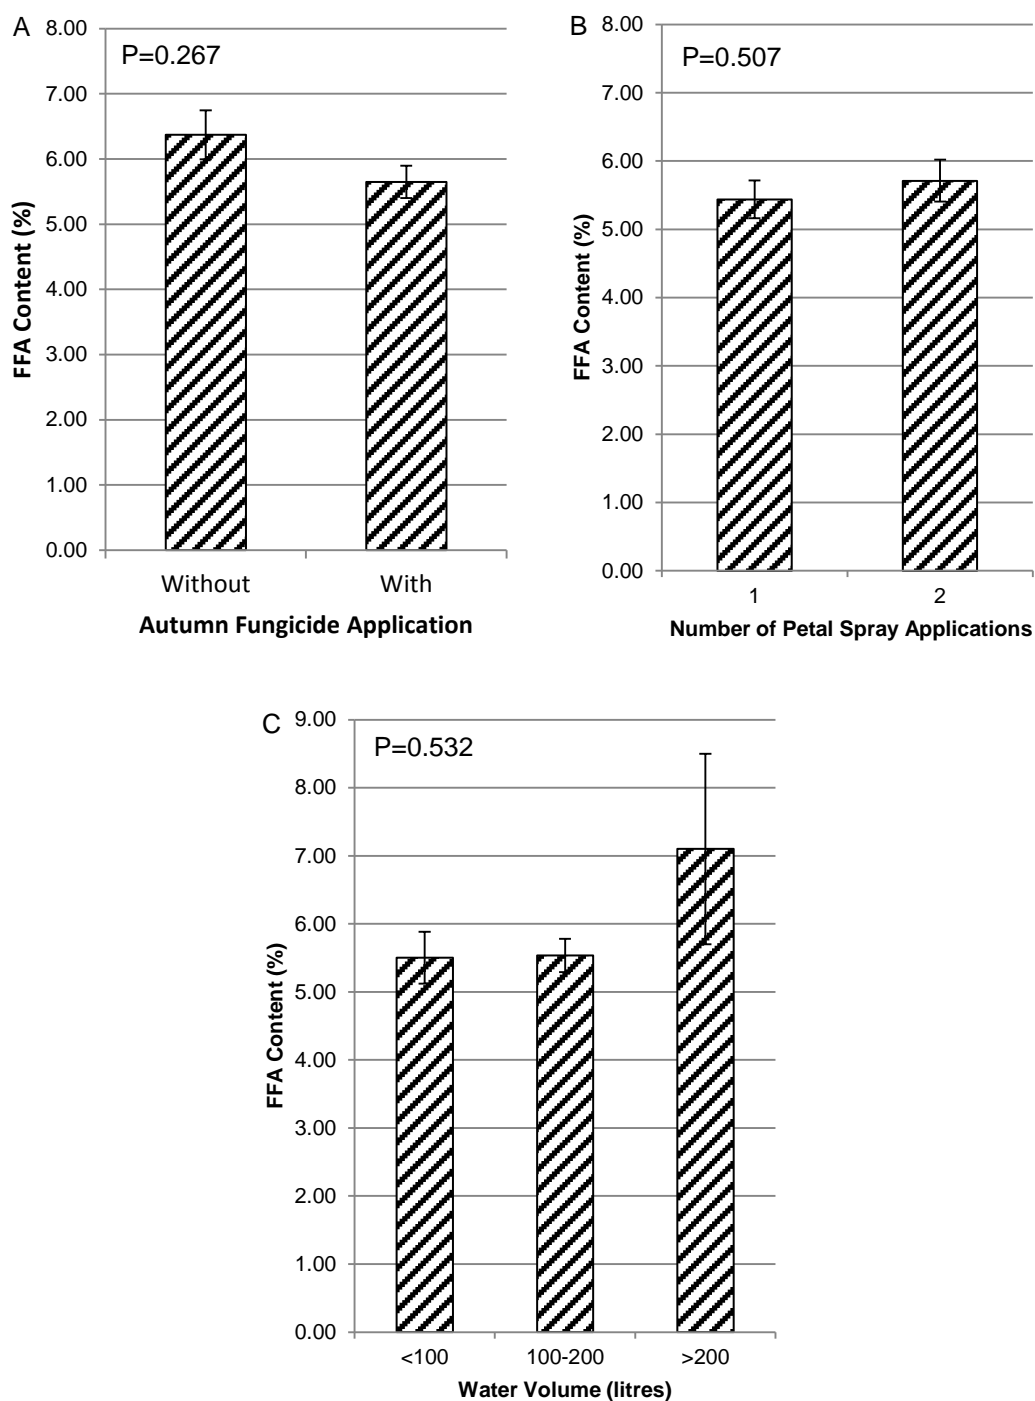 A
P=0.267
FFA Content (%)
8.00
7.00
6.00
5.00
4.00
3.00
2.00
1.00
0.00
Without With
Autumn Fungicide Application
B
P=0.507
FFA Content (%)
8.00
7.00
6.00
5.00
4.00
3.00
2.00
1.00
0.00
1 2
Number of Petal Spray Applications
C
P=0.532
FFA Content (%)
9.00
8.00
7.00
6.00
5.00
4.00
3.00
2.00
1.00
0.00
<100 100-200 >200
Water Volume (litres)